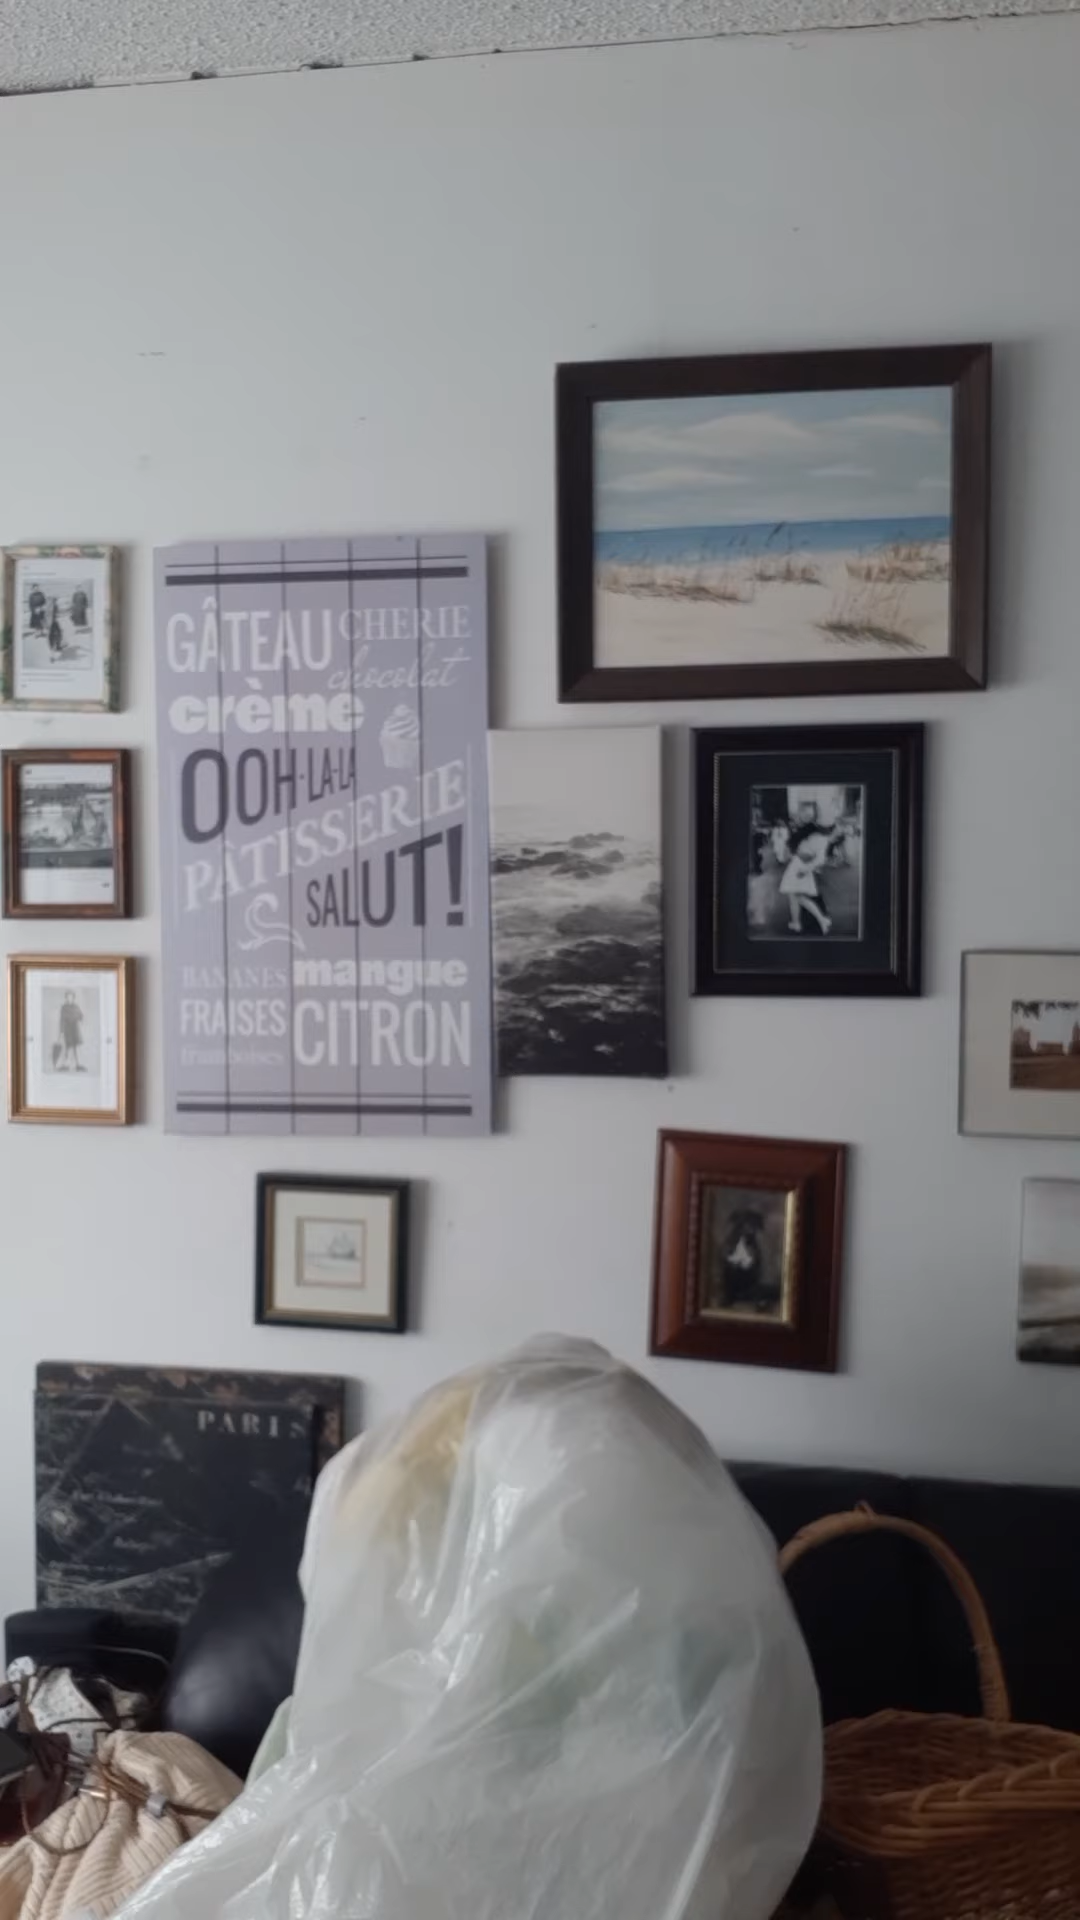 GÂTEAU CHERIE
chocolat
crème
OOH·LA·LA
PÂTISSERIE
SALUT!
BANANES mangue
FRAISES CITRON
framboises
PARIS